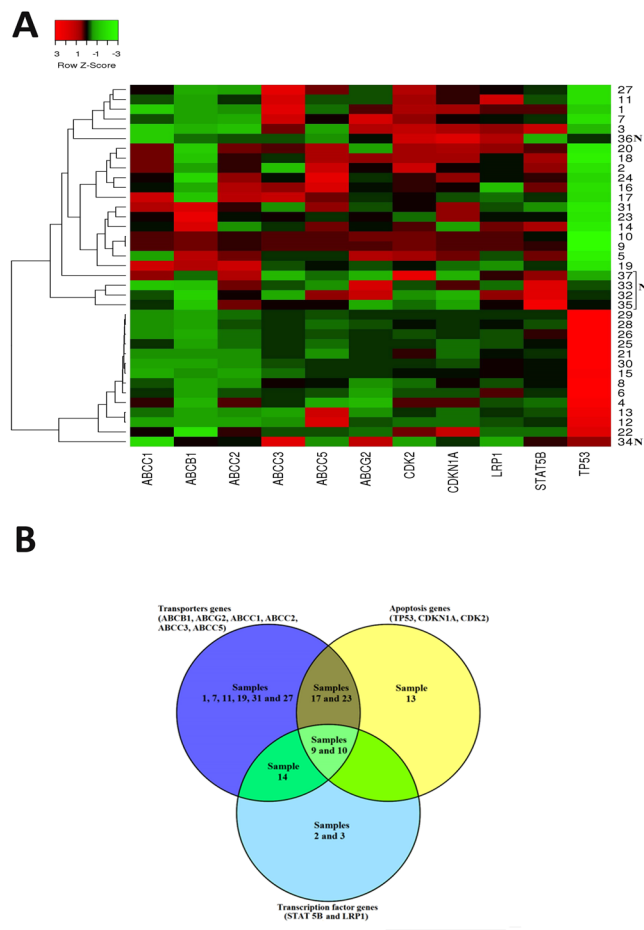 A
3 1 -1 -3
Row Z-Score
27
11
1
7
3
36 N
20
18
2
24
16
17
31
23
14
10
9
5
19
37
33
32
35
N
29
28
26
25
21
30
15
8
6
4
13
12
22
34 N
ABCC1 ABCB1 ABCC2 ABCC3 ABCC5 ABCG2 CDK2 CDKN1A LRP1 STAT5B TP53
B
Transporters genes
(ABCB1, ABCG2, ABCC1, ABCC2,
ABCC3, ABCC5)
Apoptosis genes
(TP53, CDKN1A, CDK2)
Samples
1, 7, 11, 19, 31 and 27
Samples
17 and 23
Sample
13
Samples
9 and 10
Sample
14
Samples
2 and 3
Transcription factor genes
(STAT 5B and LRP1)